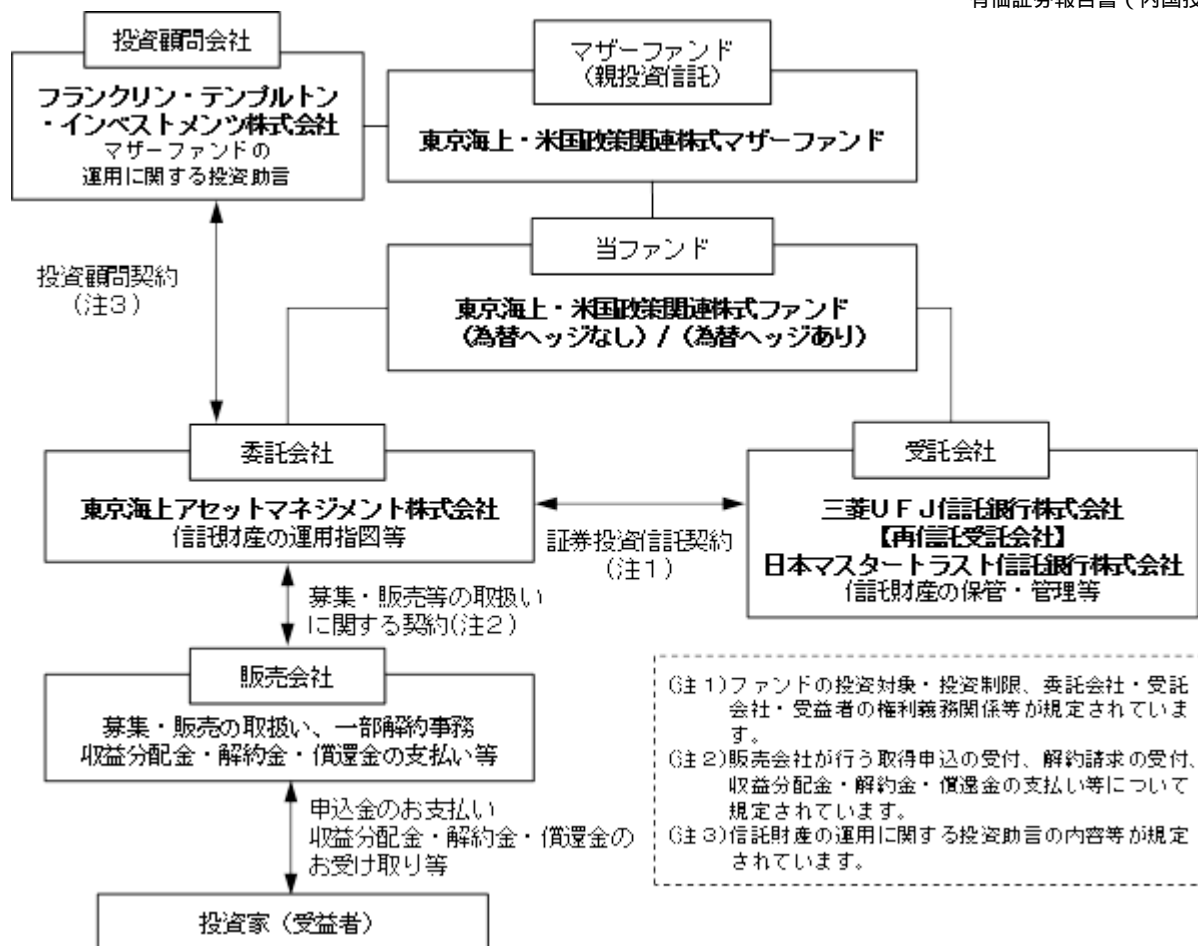 有価証券報告書(内国投
投資顧問会社
フランクリン・テンプルトン
・インベストメンツ株式会社
マザーファンドの
運用に関する投資助言
マザーファンド
(親投資信託)
東京海上・米国政策関連株式マザーファンド
当ファンド
東京海上・米国政策関連株式ファンド
(為替ヘッジなし)/(為替ヘッジあり)
投資顧問契約
(注3)
委託会社
東京海上アセットマネジメント株式会社
信託財産の運用指図等
証券投資信託契約
(注1)
受託会社
三菱UFJ信託銀行株式会社
【再信託受託会社】
日本マスタートラスト信託銀行株式会社
信託財産の保管・管理等
募集・販売等の取扱い
に関する契約(注2)
販売会社
募集・販売の取扱い、一部解約事務
収益分配金・解約金・償還金の支払い等
申込金のお支払い
収益分配金・解約金・償還金の
お受け取り等
投資家(受益者)
(注1)ファンドの投資対象・投資制限、委託会社・受託
会社・受益者の権利義務関係等が規定されていま
す。
(注2)販売会社が行う取得申込の受付、解約請求の受付、
収益分配金・解約金・償還金の支払い等について
規定されています。
(注3)信託財産の運用に関する投資助言の内容等が規定
されています。